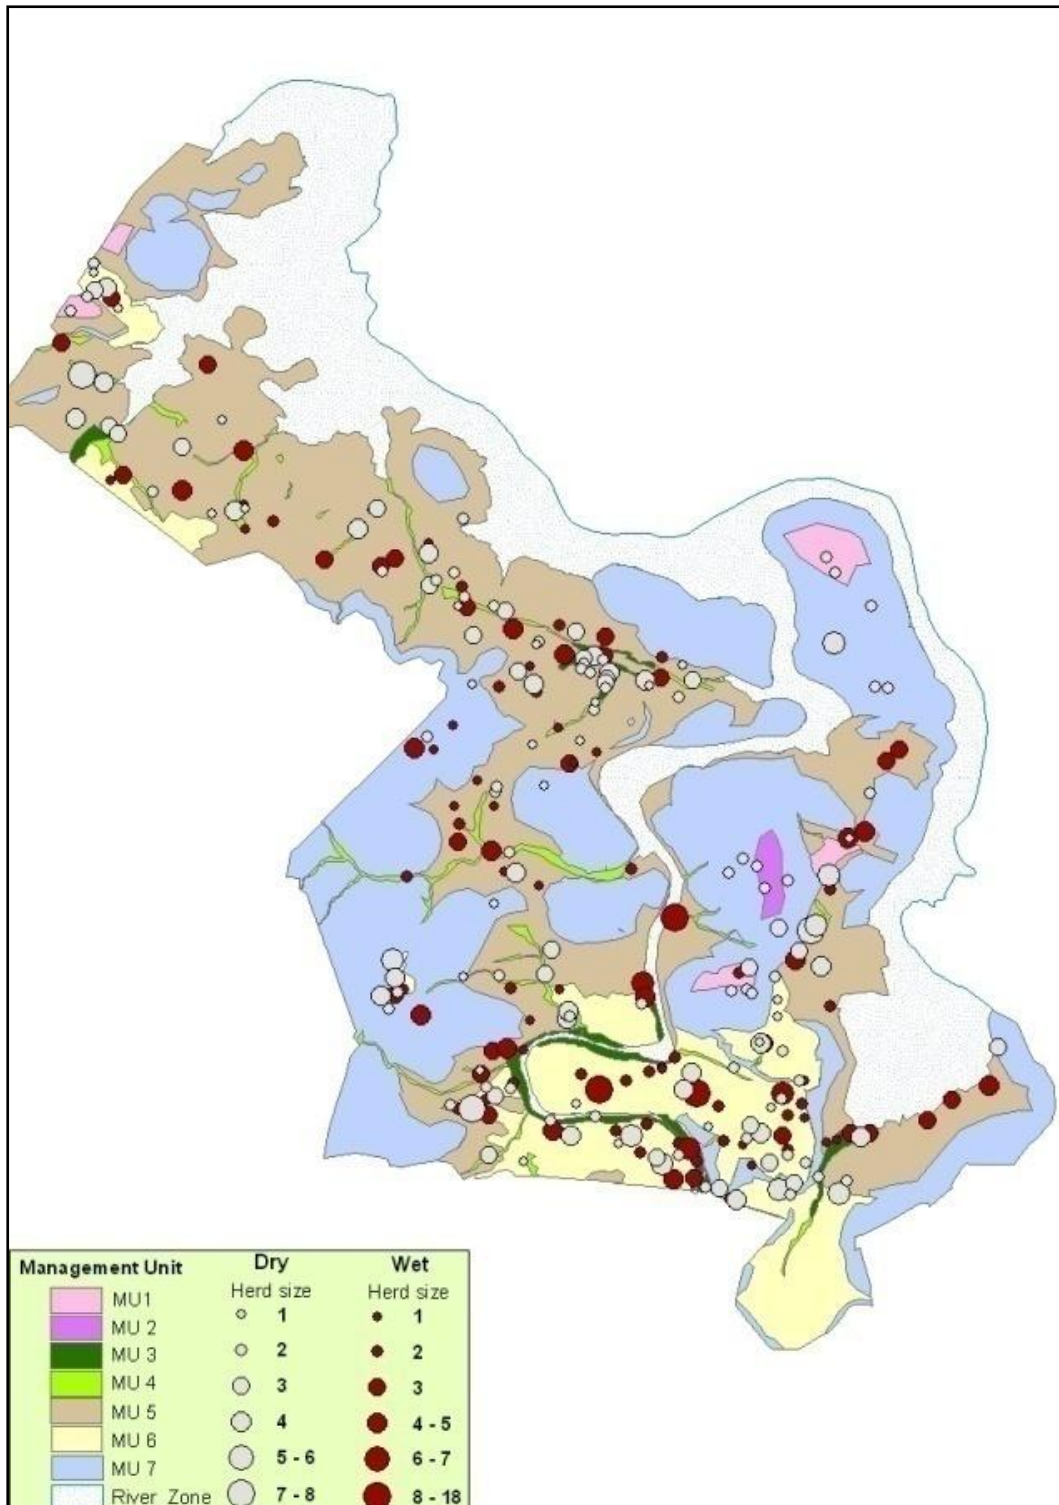 Management Unit Dry Wet
Herd size Herd size
MU1 1 1
MU 2 2 2
MU 3 3 3
MU 4 4 4 - 5
MU 5 5 - 6 6 - 7
MU 6 7 - 8 8 - 18
MU 7
River Zone